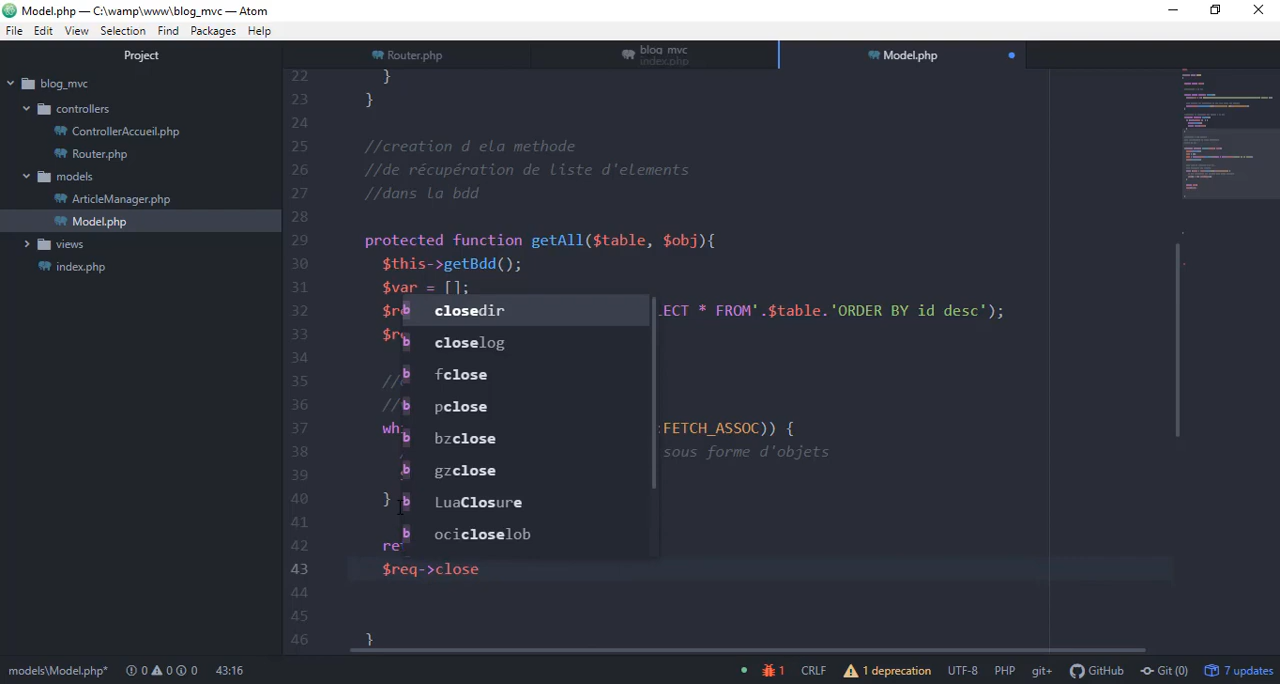 Model.php — C:\wamp\www\blog_mvc — Atom
File Edit View Selection Find Packages Help
Project
Router.php
blog_mvc
index.php
Model.php
blog_mvc
controllers
ControllerAccueil.php
Router.php
models
ArticleManager.php
Model.php
views
index.php
22 }
23 }
24
25 //creation d ela methode
26 //de récupération de liste d'elements
27 //dans la bdd
28
29 protected function getAll($table, $obj){
30 $this->getBdd();
31 $var = [];
32 LECT * FROM'.$table.'ORDER BY id desc');
33
34
35
36
37 FETCH_ASSOC)) {
38 sous forme d'objets
39
40 }
41
42
43 $req->close
44
45
46 }
b closedir
b closelog
b fclose
b pclose
b bzclose
b gzclose
b LuaClosure
b ocicloselob
models\Model.php* 0 0 0 43:16
1 CRLF 1 deprecation UTF-8 PHP git+ GitHub Git (0) 7 updates